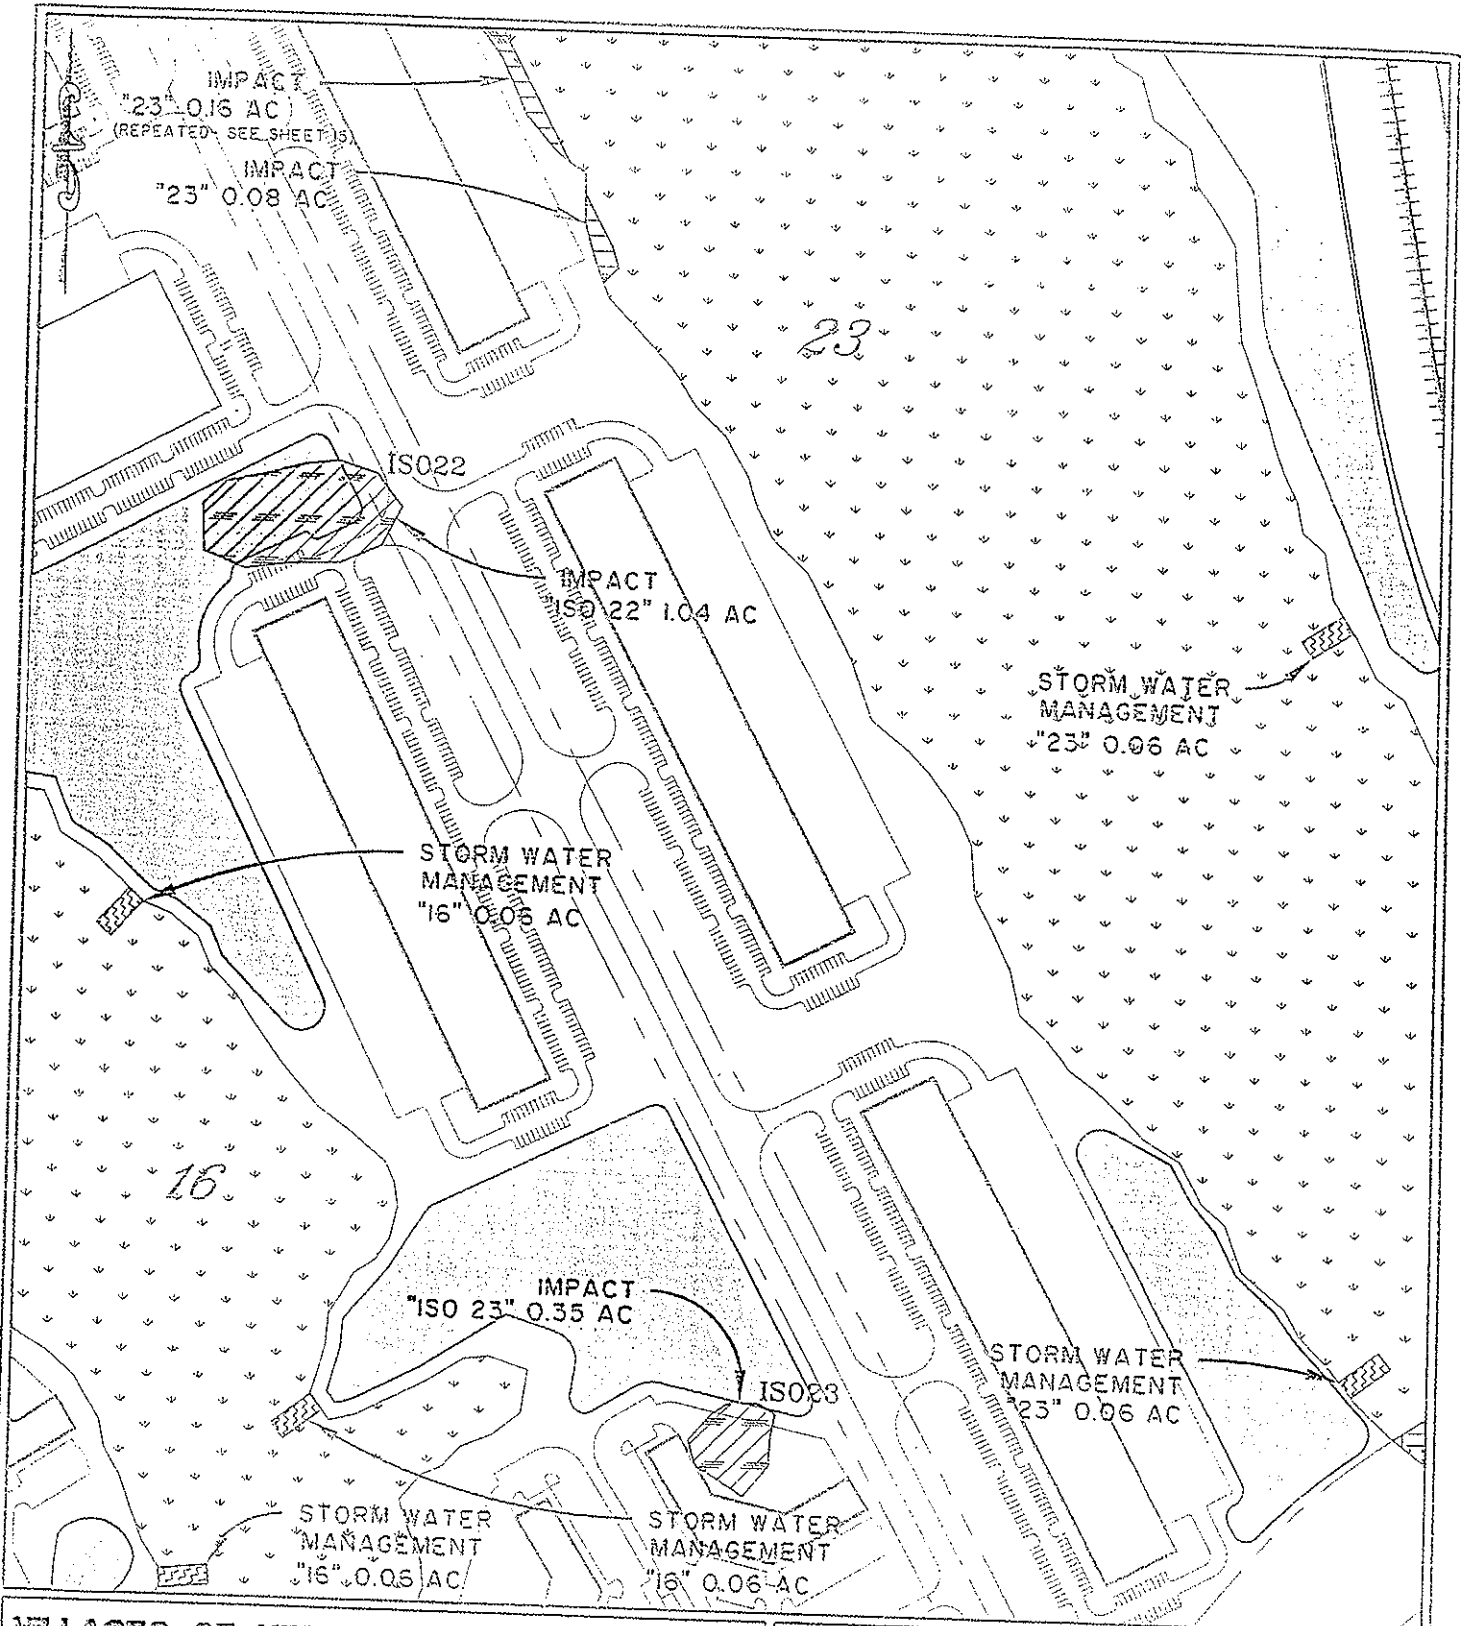 IMPACT
"23" 0.16 AC
(REPEATED- SEE SHEET 15)
IMPACT
"23" 0.08 AC
23
ISO22
IMPACT
"ISO 22" 1.04 AC
STORM WATER
MANAGEMENT
"23" 0.06 AC
STORM WATER
MANAGEMENT
"16" 0.06 AC
16
IMPACT
"ISO 23" 0.35 AC
ISO23
STORM WATER
MANAGEMENT
"23" 0.06 AC
STORM WATER
MANAGEMENT
"16" 0.06 AC
STORM WATER
MANAGEMENT
"16" 0.06 AC